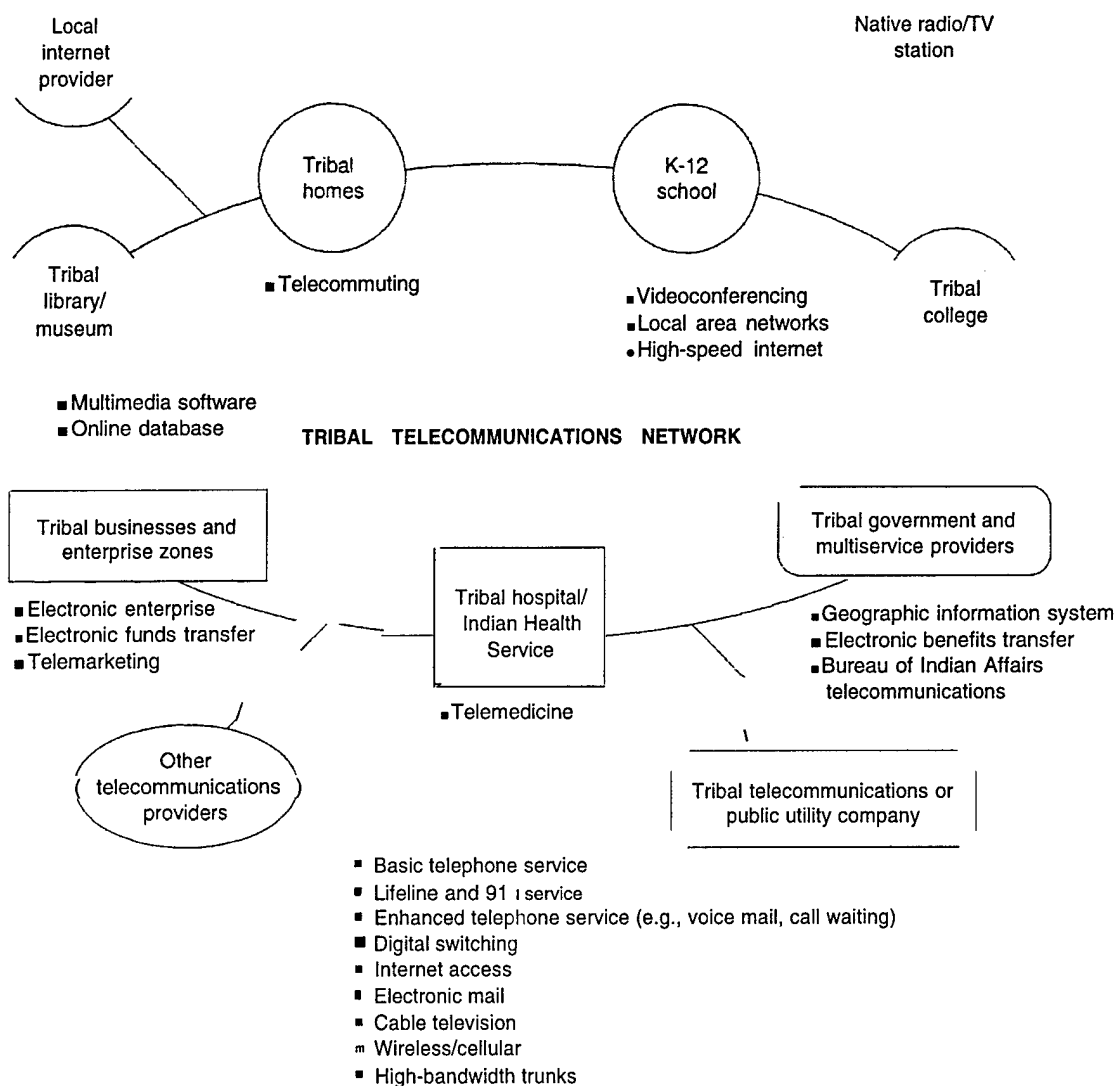 Local
internet
provider
Native radio/TV
station
Tribal
homes
K-12
school
Tribal
library/
museum
■ Telecommuting
■ Videoconferencing
■ Local area networks
● High-speed internet
Tribal
college
■ Multimedia software
■ Online database
TRIBAL TELECOMMUNICATIONS NETWORK
Tribal businesses and
enterprise zones
Tribal government and
multiservice providers
Tribal hospital/
Indian Health
Service
■ Electronic enterprise
■ Electronic funds transfer
■ Telemarketing
■ Geographic information system
■ Electronic benefits transfer
■ Bureau of Indian Affairs
telecommunications
■ Telemedicine
Other
telecommunications
providers
Tribal telecommunications or
public utility company
■ Basic telephone service
■ Lifeline and 91 ı service
■ Enhanced telephone service (e.g., voice mail, call waiting)
■ Digital switching
■ Internet access
■ Electronic mail
■ Cable television
m Wireless/cellular
■ High-bandwidth trunks